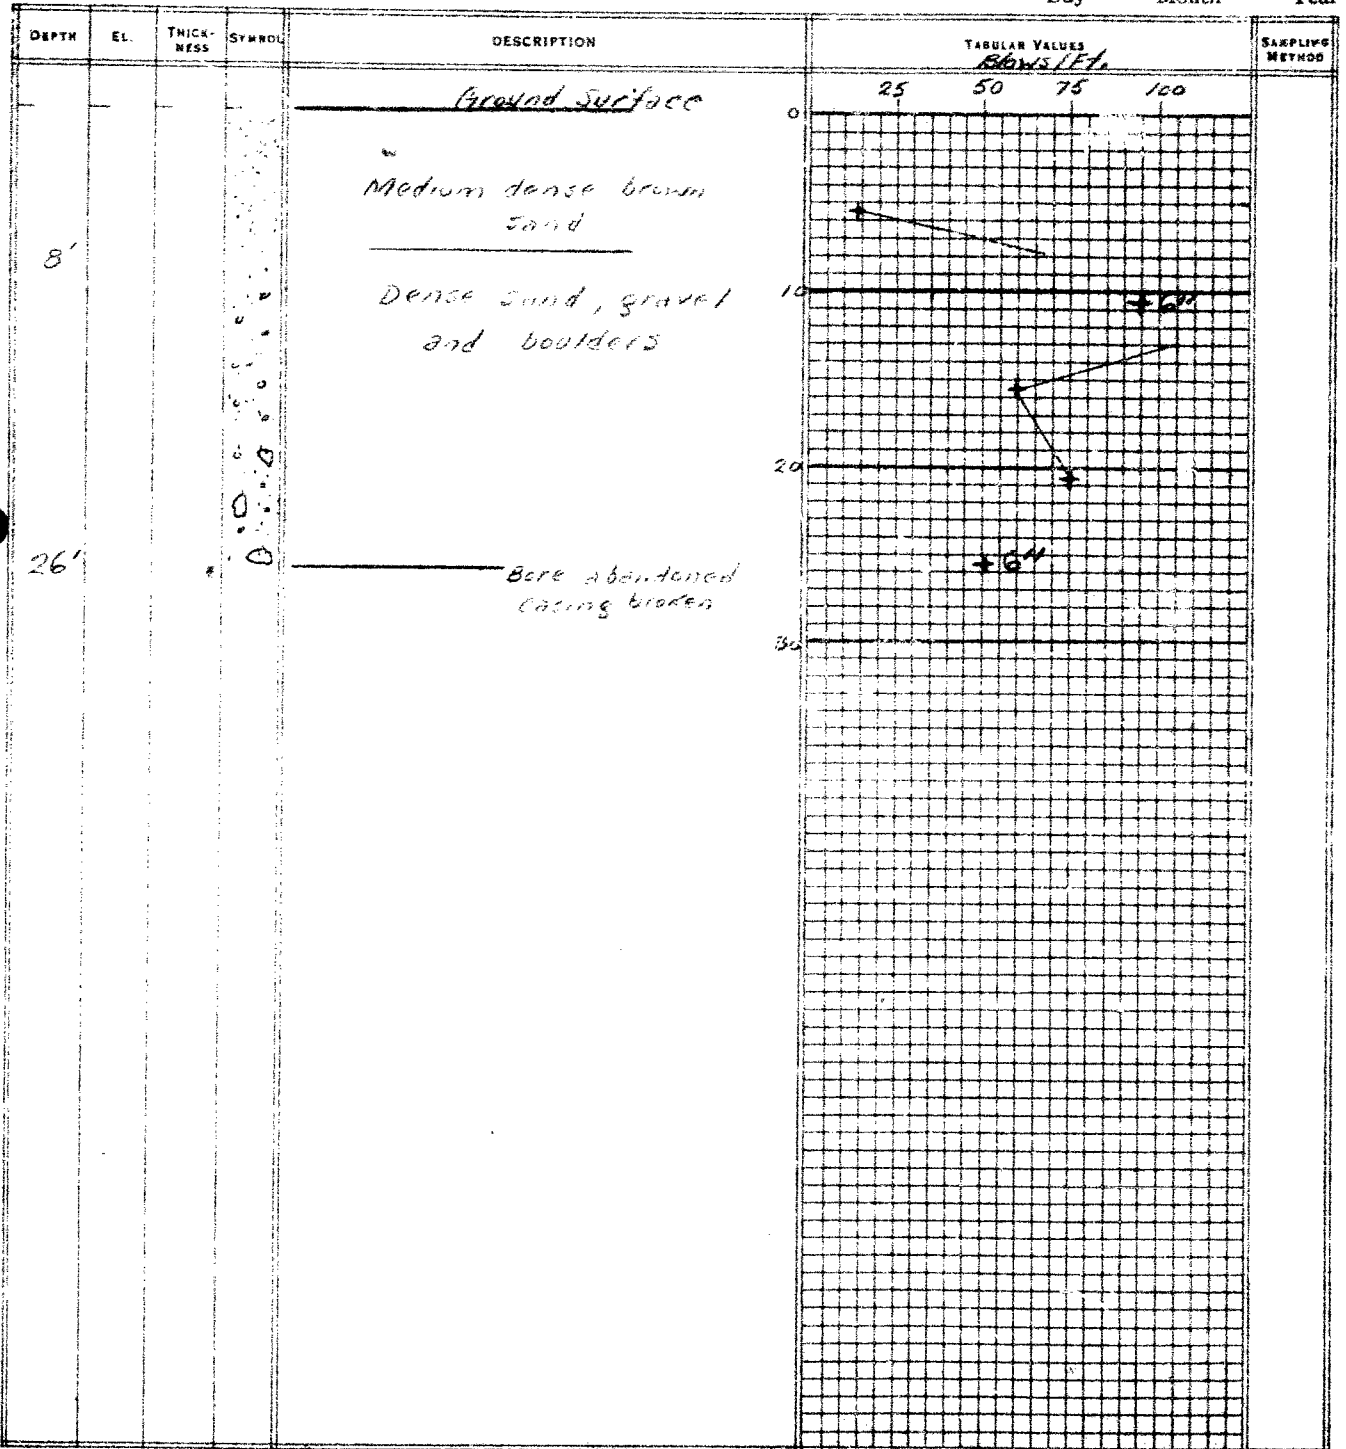 Day Month Year
DEPTH EL. THICK-NESS SYMBOL DESCRIPTION TABULAR VALUES SAMPLING METHOD
Blows/Ft.
25 50 75 100
Ground Surface
0
Medium dense brown
Sand
8'
Dense Sand, gravel
and boulders
10
6"
20
26'
6"
Bore abandoned
Casing broken
30